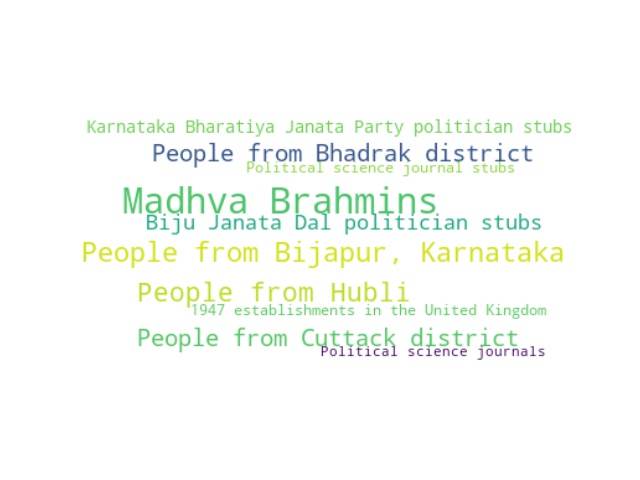 Karnataka Bharatiya Janata Party politician stubs
People from Bhadrak district
Political science journal stubs
Madhva Brahmins
Biju Janata Dal politician stubs
People from Bijapur, Karnataka
People from Hubli
1947 establishments in the United Kingdom
People from Cuttack district
Political science journals